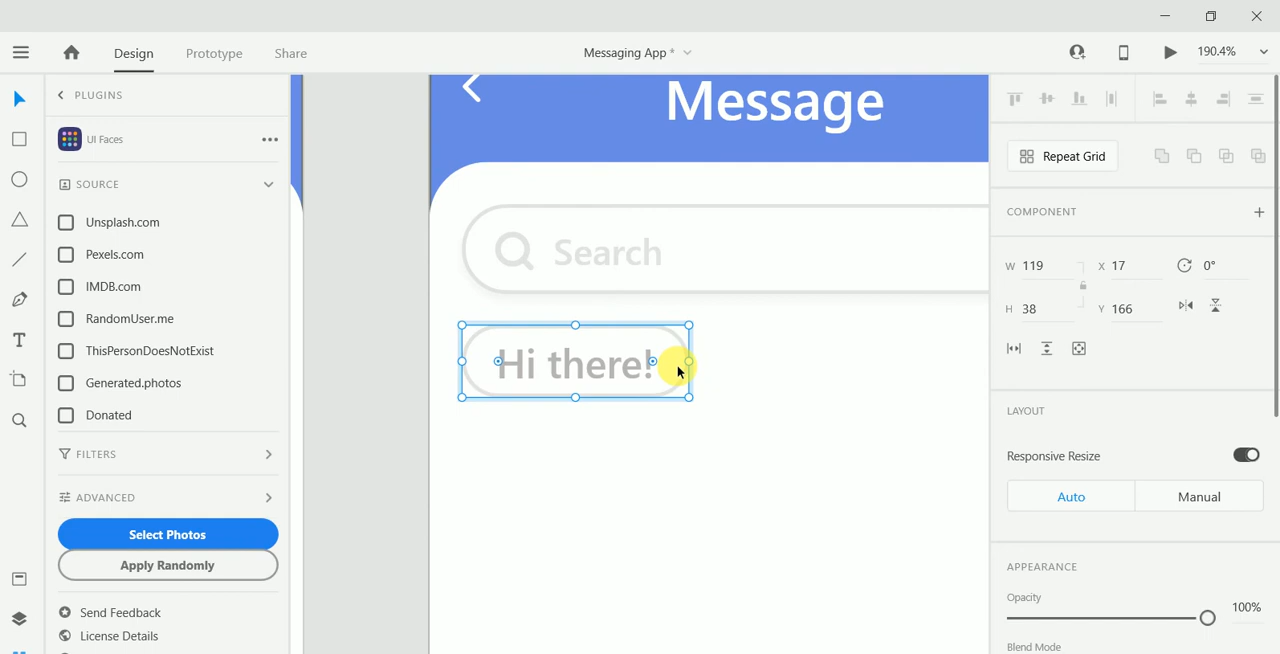 Design
Prototype
Share
Messaging App *
190.4%
PLUGINS
UI Faces
SOURCE
Unsplash.com
Pexels.com
IMDB.com
RandomUser.me
ThisPersonDoesNotExist
Generated.photos
Donated
FILTERS
ADVANCED
Select Photos
Apply Randomly
Send Feedback
License Details
Message
Search
Hi there!
Repeat Grid
COMPONENT
W 119 X 17 0°
H 38 Y 166
LAYOUT
Responsive Resize
Auto Manual
APPEARANCE
Opacity
100%
Blend Mode